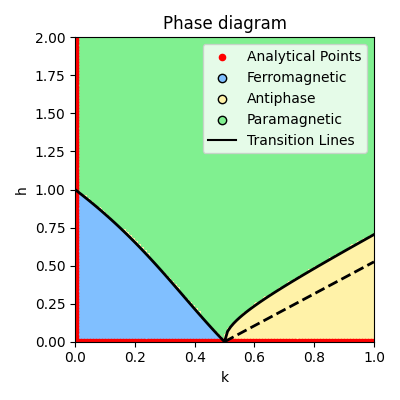 Phase diagram
2.00
1.75
1.50
1.25
1.00
0.75
0.50
0.25
0.00
h
Analytical Points
Ferromagnetic
Antiphase
Paramagnetic
Transition Lines
0.0 0.2 0.4 0.6 0.8 1.0
k